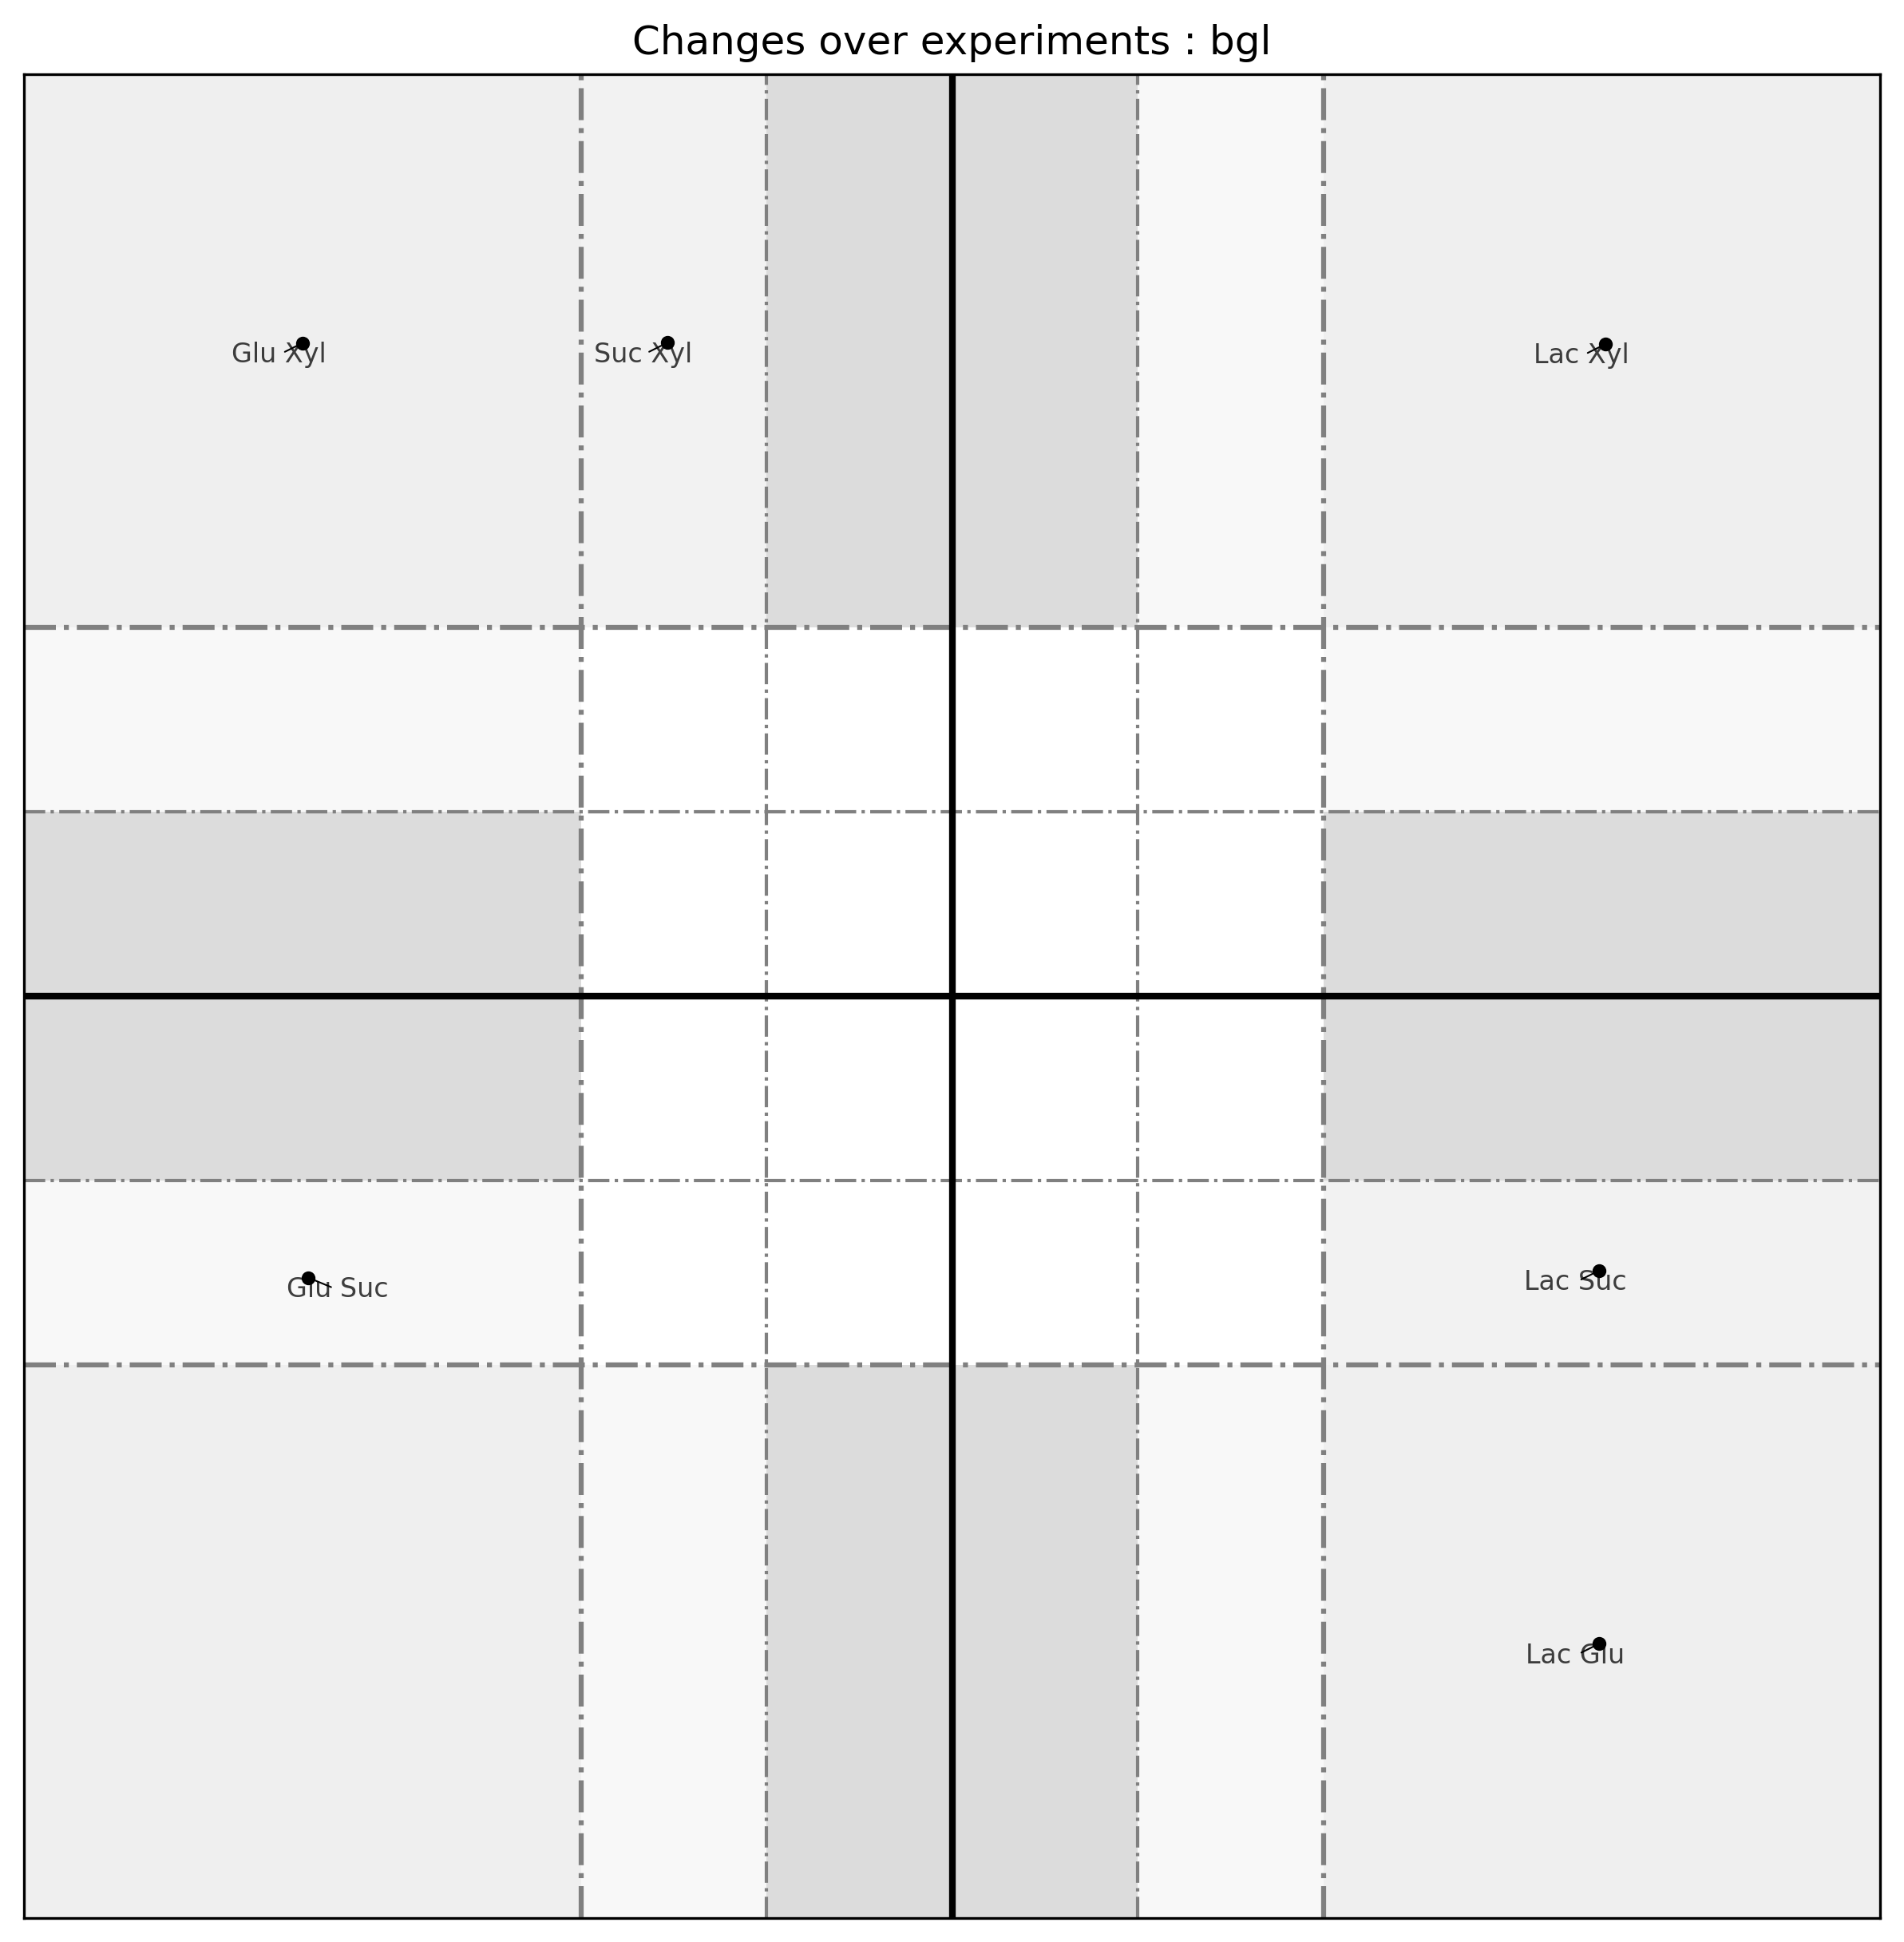 Changes over experiments : bgl
Glu Xyl
Suc Xyl
Lac Xyl
Glu Suc
Lac Suc
Lac Glu